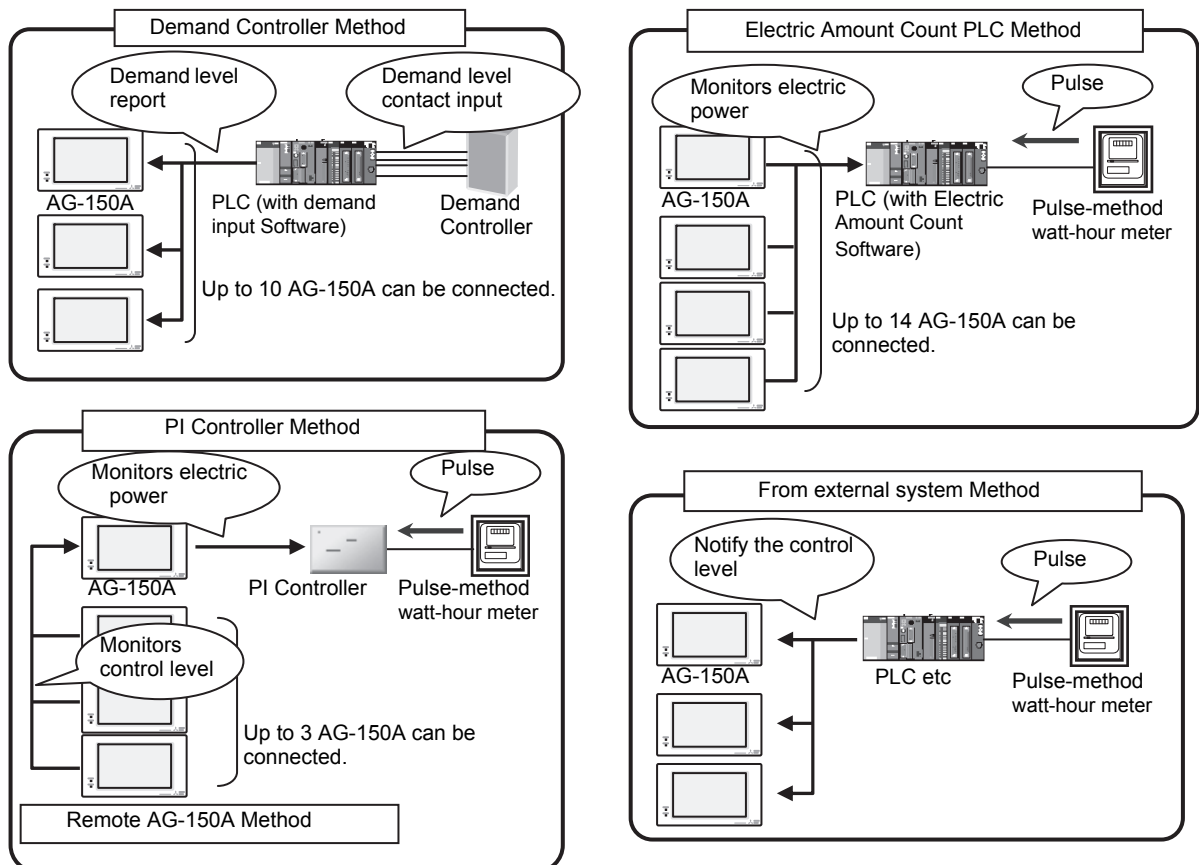 Demand Controller Method
Demand level
report
Demand level
contact input
AG-150A
PLC (with demand
input Software)
Demand
Controller
Up to 10 AG-150A can be connected.
Electric Amount Count PLC Method
Monitors electric
power
Pulse
AG-150A
PLC (with Electric
Amount Count
Software)
Pulse-method
watt-hour meter
Up to 14 AG-150A can be
connected.
PI Controller Method
Monitors electric
power
Pulse
AG-150A
PI Controller
Pulse-method
watt-hour meter
Monitors
control level
Up to 3 AG-150A can be
connected.
Remote AG-150A Method
From external system Method
Notify the control
level
Pulse
AG-150A
PLC etc
Pulse-method
watt-hour meter